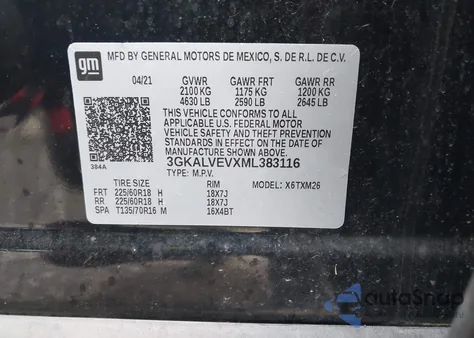 gm
MFD BY GENERAL MOTORS DE MEXICO, S. DE R.L. DE C.V.
04/21 GVWR GAWR FRT GAWR RR
2100 KG 1175 KG 1200 KG
4630 LB 2590 LB 2645 LB
THIS VEHICLE CONFORMS TO ALL
APPLICABLE U.S. FEDERAL MOTOR
VEHICLE SAFETY, BUMPER, AND THEFT
PREVENTION STANDARDS IN EFFECT
ON THE DATE OF MANUFACTURE
SHOWN ABOVE.
384A
3GKALVEVXML383116
TYPE: M.P.V.
TIRE SIZE RIM MODEL: X6TXM26
FRT 225/60R18 H 18X7J
RR 225/60R18 H 18X7J
SPA T135/70R16 M 16X4BT
autoSnap